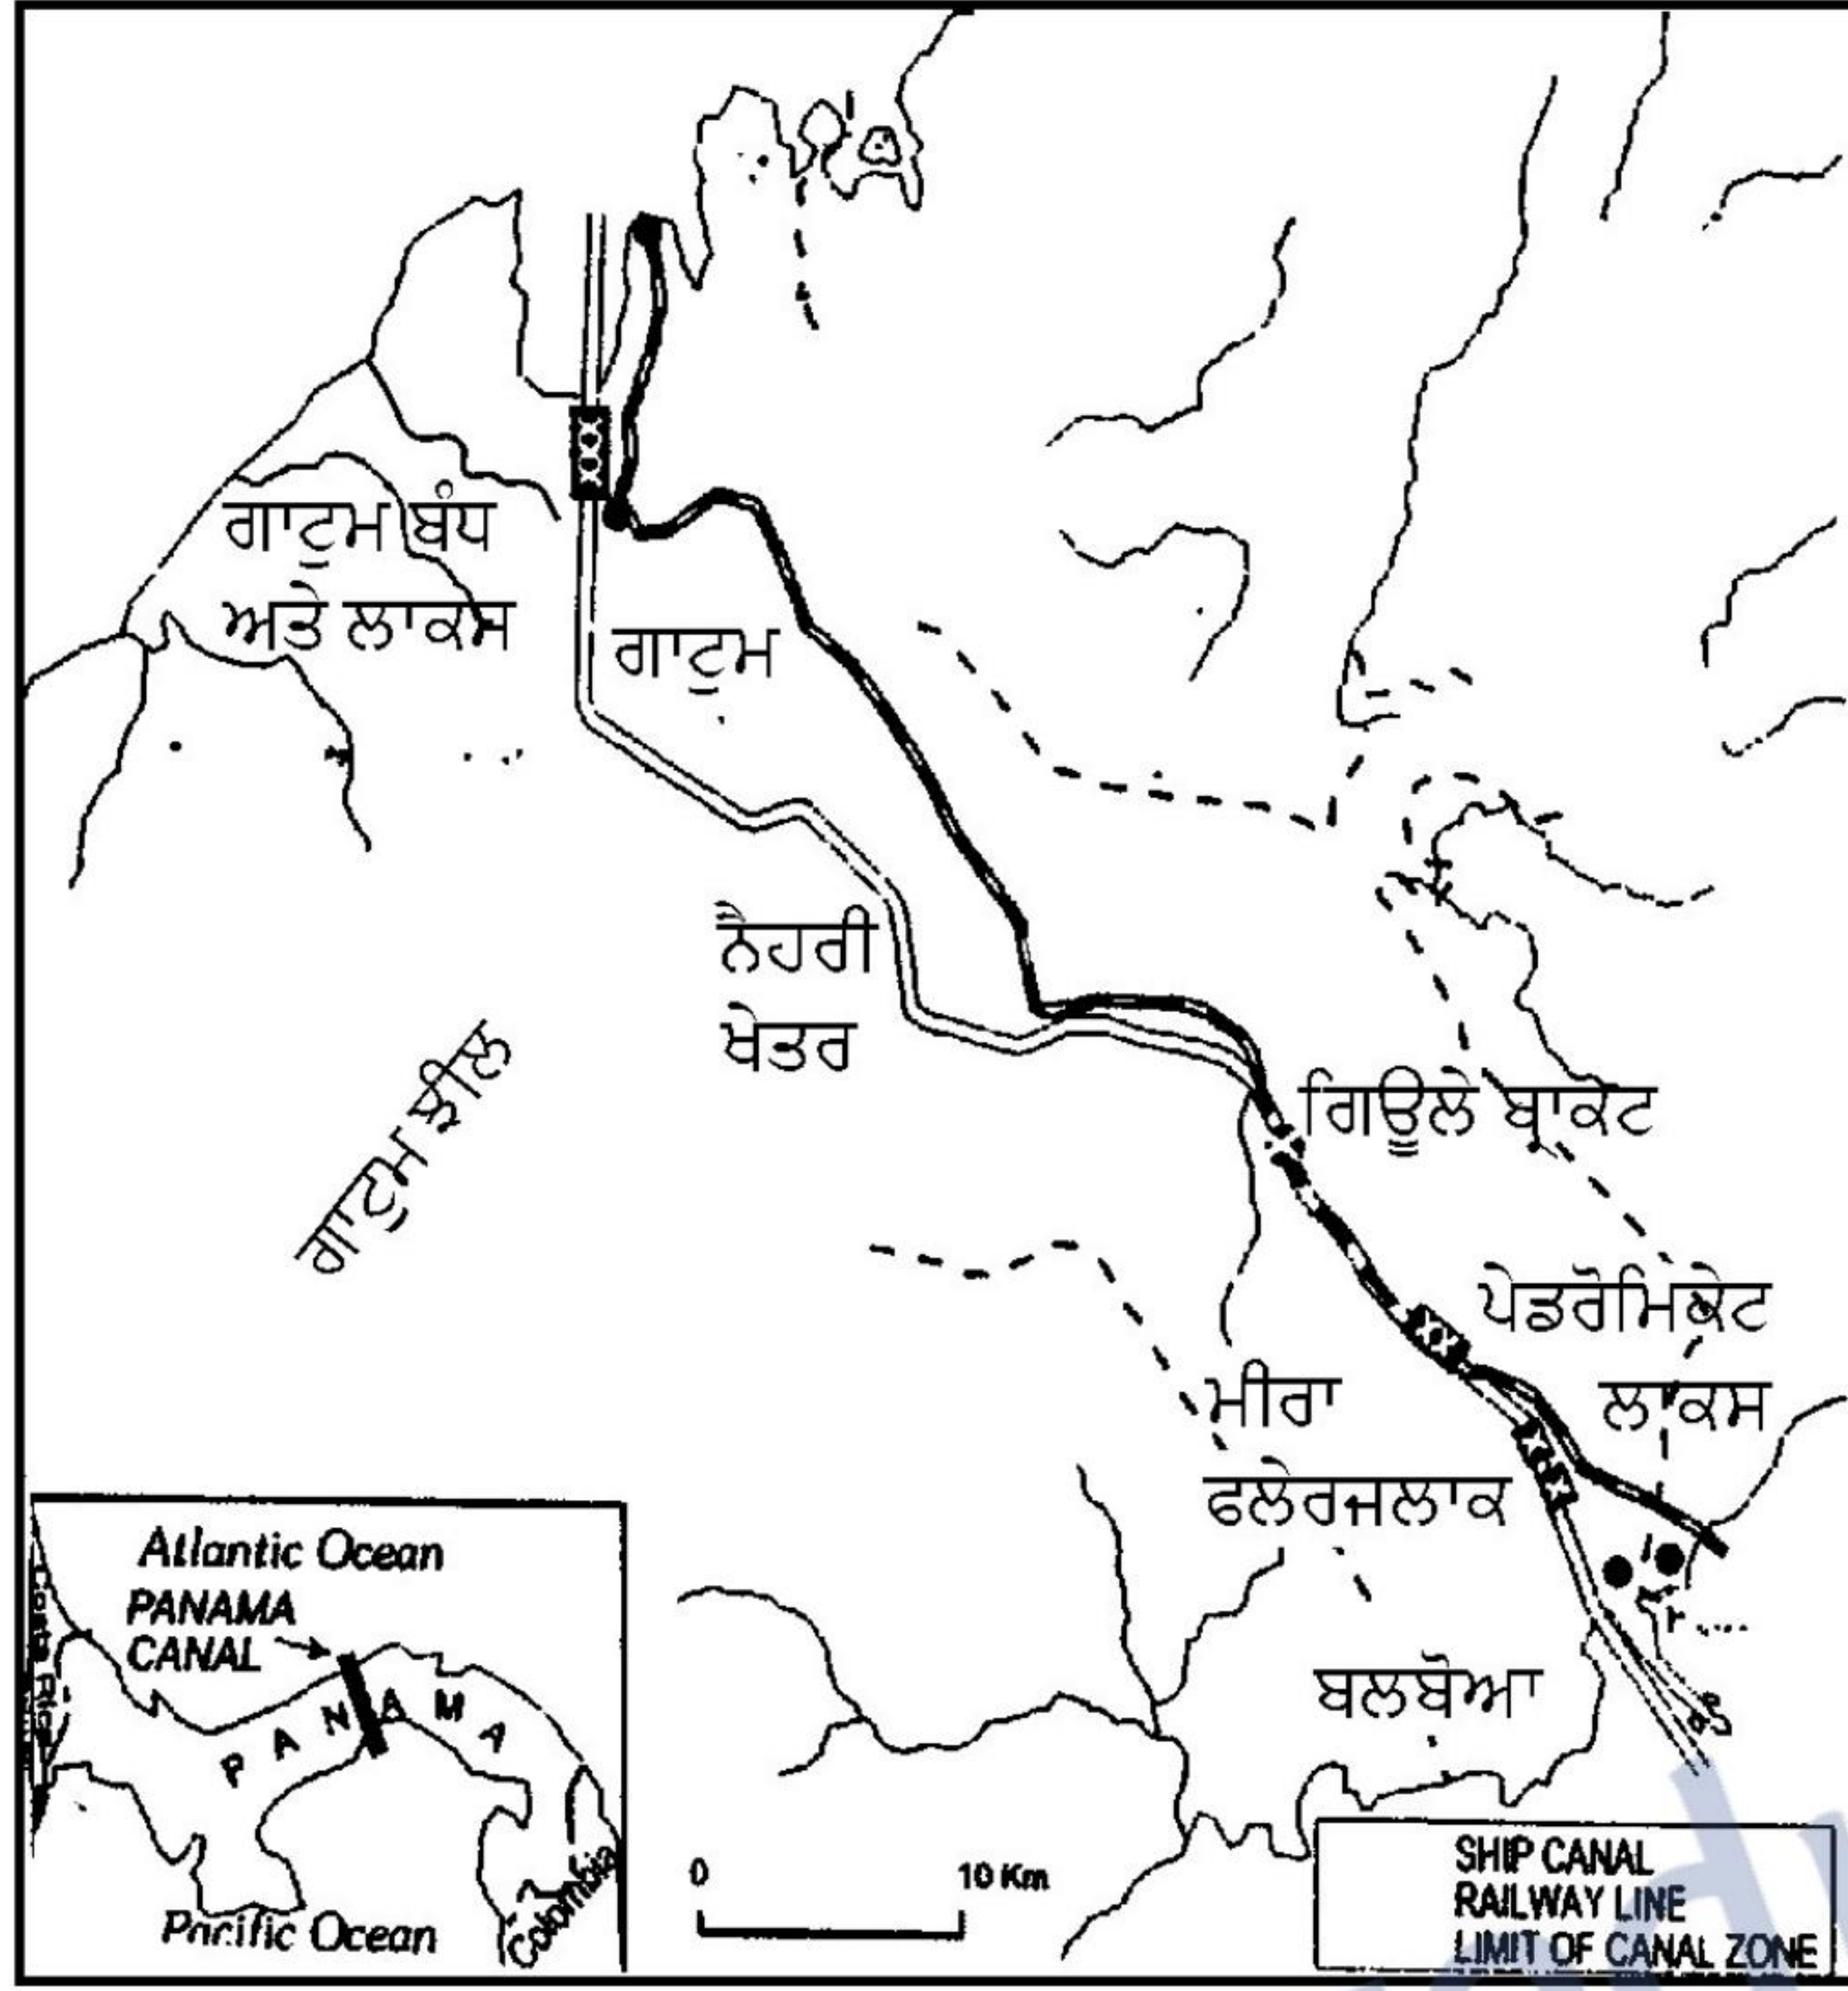 ਗਾਟੁਮ ਬੰਧ
ਅਤੇ ਲਾਕਸ
ਗਾਟੁਮ
ਨੈਹਰੀ
ਖੇਤਰ
ਗਾਟੁਮ ਝੀਲ
ਗਿਊਲੇ ਬ੍ਰਾਕਟ
ਪੇਡਰੋਮਿਕੇਟ
ਲਾਕਸ
ਮੀਰਾ
ਫਲੇਰਜਲਾਕ
ਬਲਬੋਆ
Atlantic Ocean
PANAMA
CANAL
Costa Rica
PANAMA
Colombia
Pacific Ocean
0 10 Km
SHIP CANAL
RAILWAY LINE
LIMIT OF CANAL ZONE